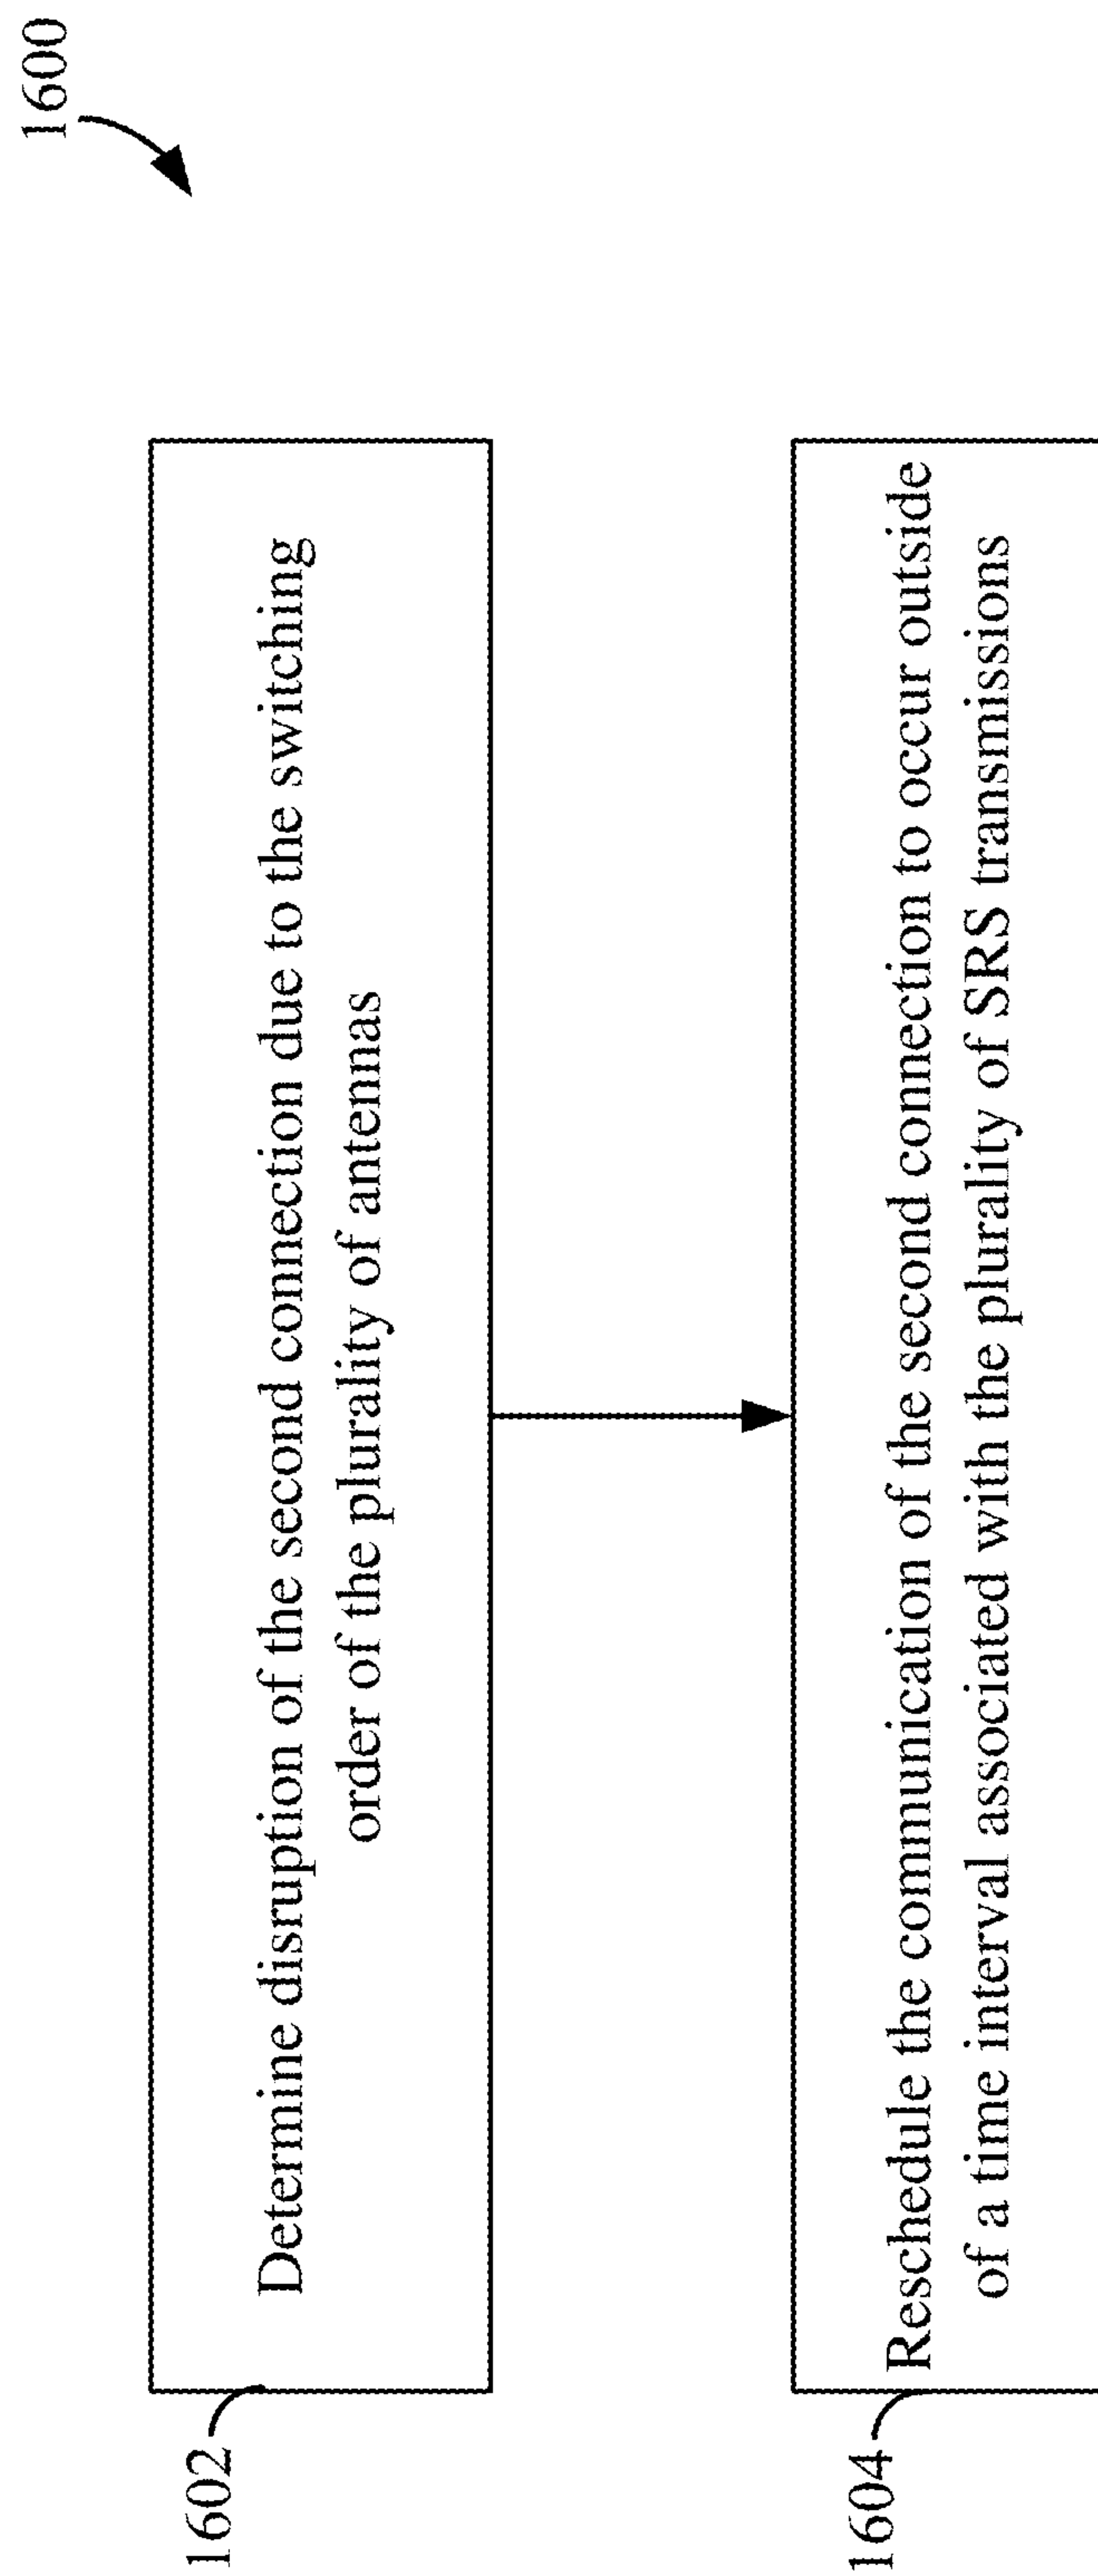 1600
1602
Determine disruption of the second connection due to the switching
order of the plurality of antennas
1604
Reschedule the communication of the second connection to occur outside
of a time interval associated with the plurality of SRS transmissions